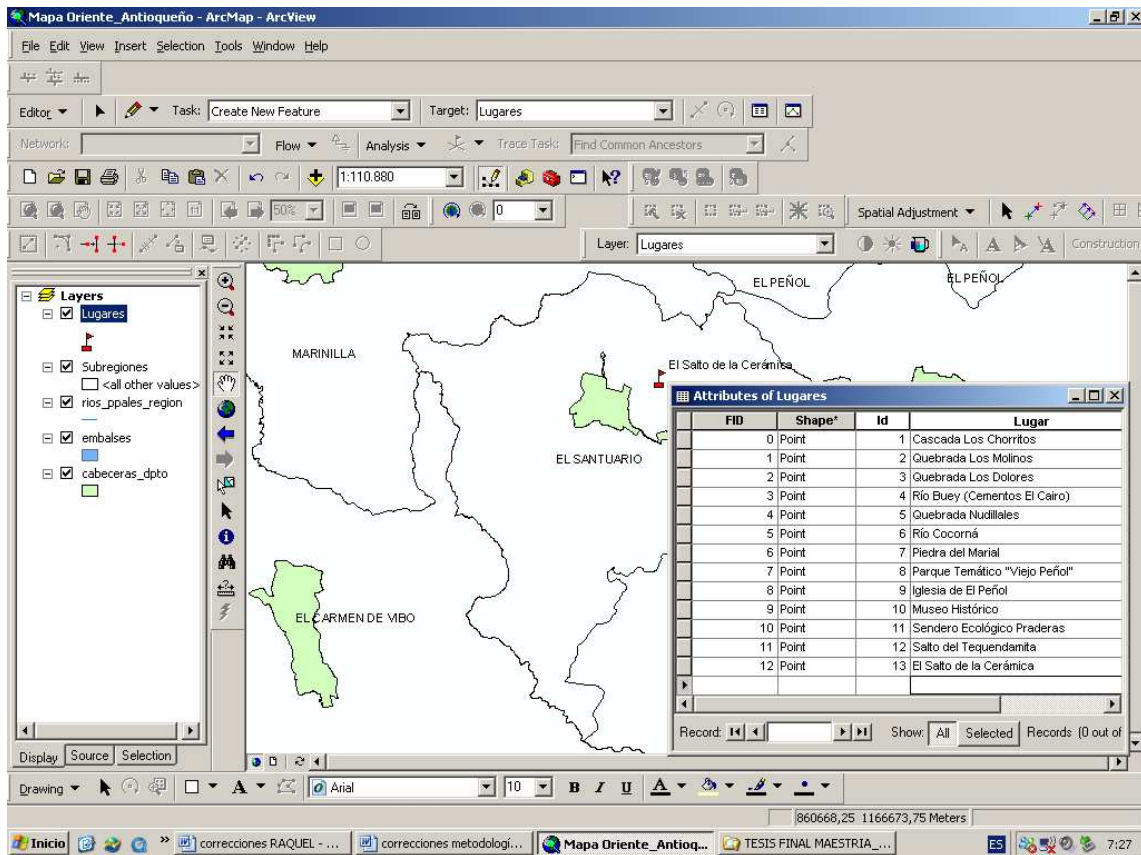 Mapa Oriente_Antioqueño - ArcMap - ArcView
File Edit View Insert Selection Tools Window Help
Editor Task: Create New Feature Target: Lugares
Network: Flow Analysis Trace Task: Find Common Ancestors
1:110.880
50% 0 Spatial Adjustment
Layer: Lugares Construction
Layers
Lugares
Subregiones
<all other values>
rios_ppales_region
embalses
cabeceras_dpto
Display Source Selection
EL PEÑOL
EL PEÑOL
MARINILLA
El Salto de la Cerámica
EL SANTUARIO
EL CARMEN DE VIBO
Attributes of Lugares
FID Shape* Id Lugar
0 Point 1 Cascada Los Chorritos
1 Point 2 Quebrada Los Molinos
2 Point 3 Quebrada Los Dolores
3 Point 4 Río Buey (Cementos El Cairo)
4 Point 5 Quebrada Nudillales
5 Point 6 Río Cocorná
6 Point 7 Piedra del Marial
7 Point 8 Parque Temático "Viejo Peñol"
8 Point 9 Iglesia de El Peñol
9 Point 10 Museo Histórico
10 Point 11 Sendero Ecológico Praderas
11 Point 12 Salto del Tequendamita
12 Point 13 El Salto de la Cerámica
Record: Show: All Selected Records (0 out of
Drawing A Arial 10 B I U A
860668,25 1166673,75 Meters
Inicio » correcciones RAQUEL - ... correcciones metodologí... Mapa Oriente_Antioq... TESIS FINAL MAESTRIA_... ES 7:27